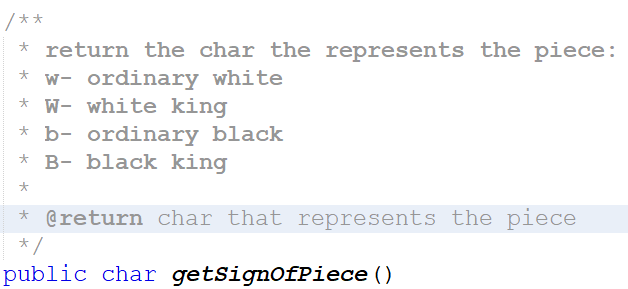 /**
* return the char the represents the piece:
* w- ordinary white
* W- white king
* b- ordinary black
* B- black king
*
* @return char that represents the piece
*/
public char getSignOfPiece()